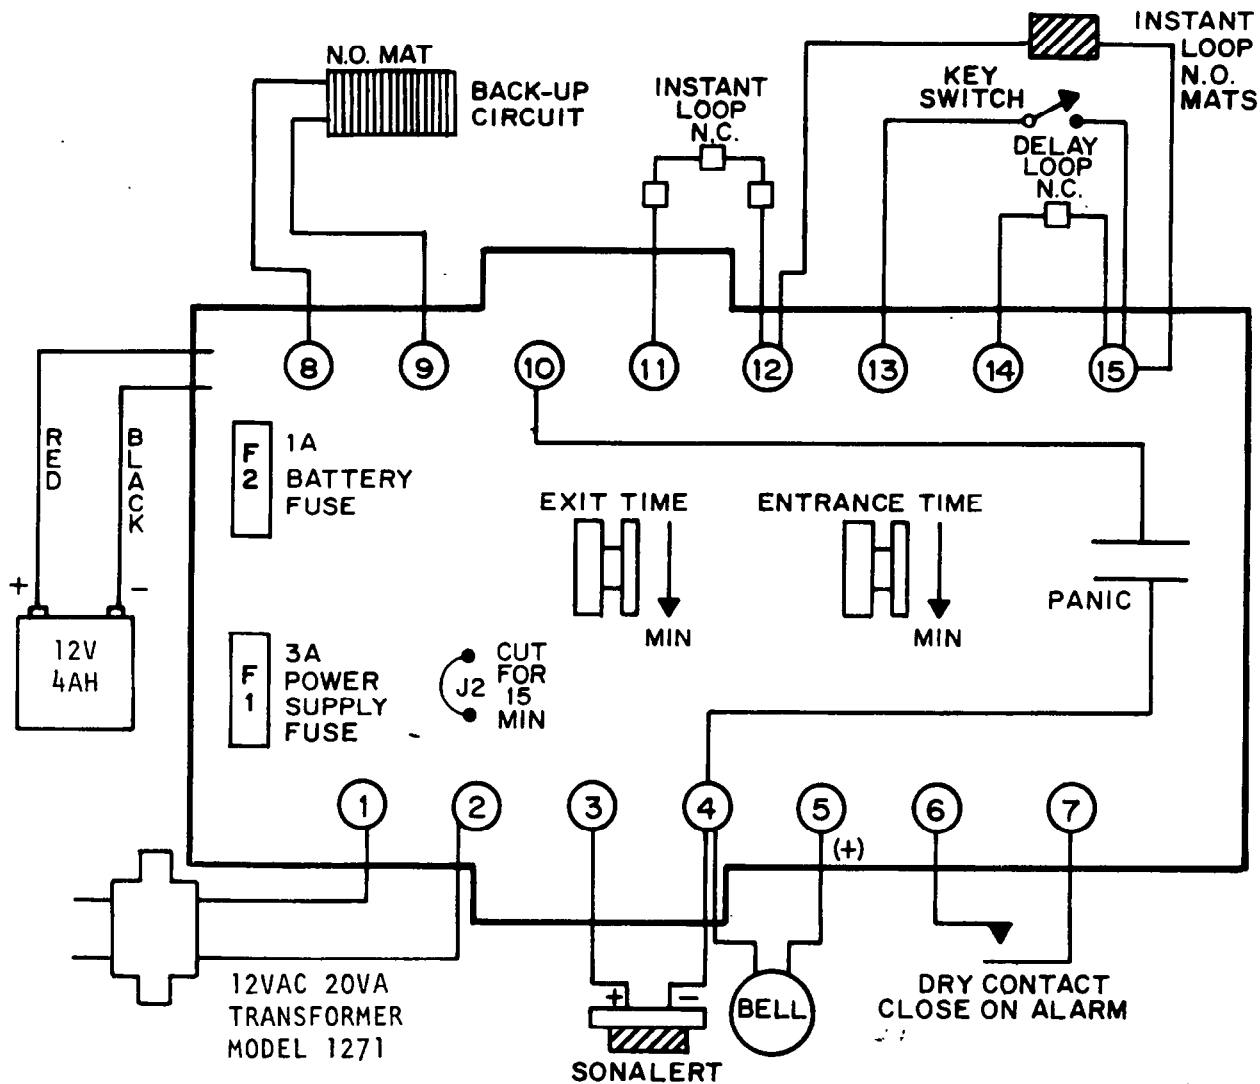 N.O. MAT
BACK-UP
CIRCUIT
INSTANT
LOOP
N.C.
INSTANT
LOOP
N.O.
MATS
KEY
SWITCH
DELAY
LOOP
N.C.
8
9
10
11
12
13
14
15
RED
BLACK
F2
1A
BATTERY
FUSE
EXIT TIME
MIN
ENTRANCE TIME
MIN
PANIC
+
-
12V
4AH
F1
3A
POWER
SUPPLY
FUSE
J2
CUT
FOR
15
MIN
1
2
3
4
5
6
7
(+)
12VAC 20VA
TRANSFORMER
MODEL 1271
+
-
SONALERT
BELL
DRY CONTACT
CLOSE ON ALARM